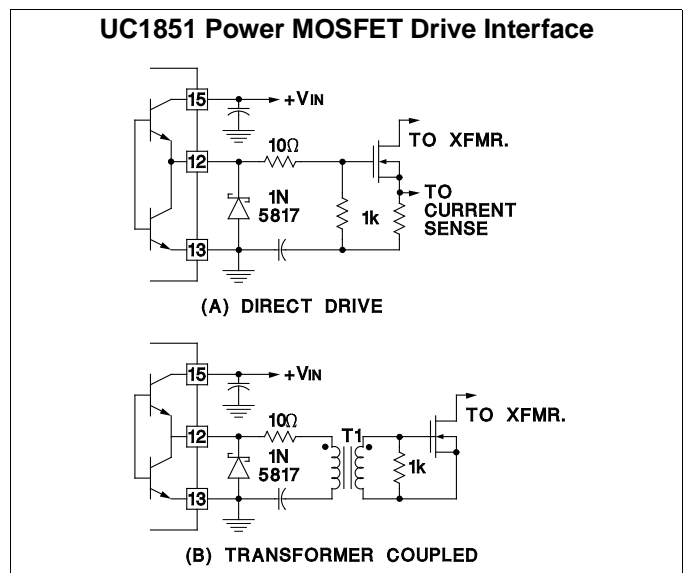 UC1851 Power MOSFET Drive Interface
15
+VIN
10Ω
TO XFMR.
12
1N
5817
1k
TO
CURRENT
SENSE
13
(A) DIRECT DRIVE
15
+VIN
10Ω
T1
TO XFMR.
12
1N
5817
1k
13
(B) TRANSFORMER COUPLED